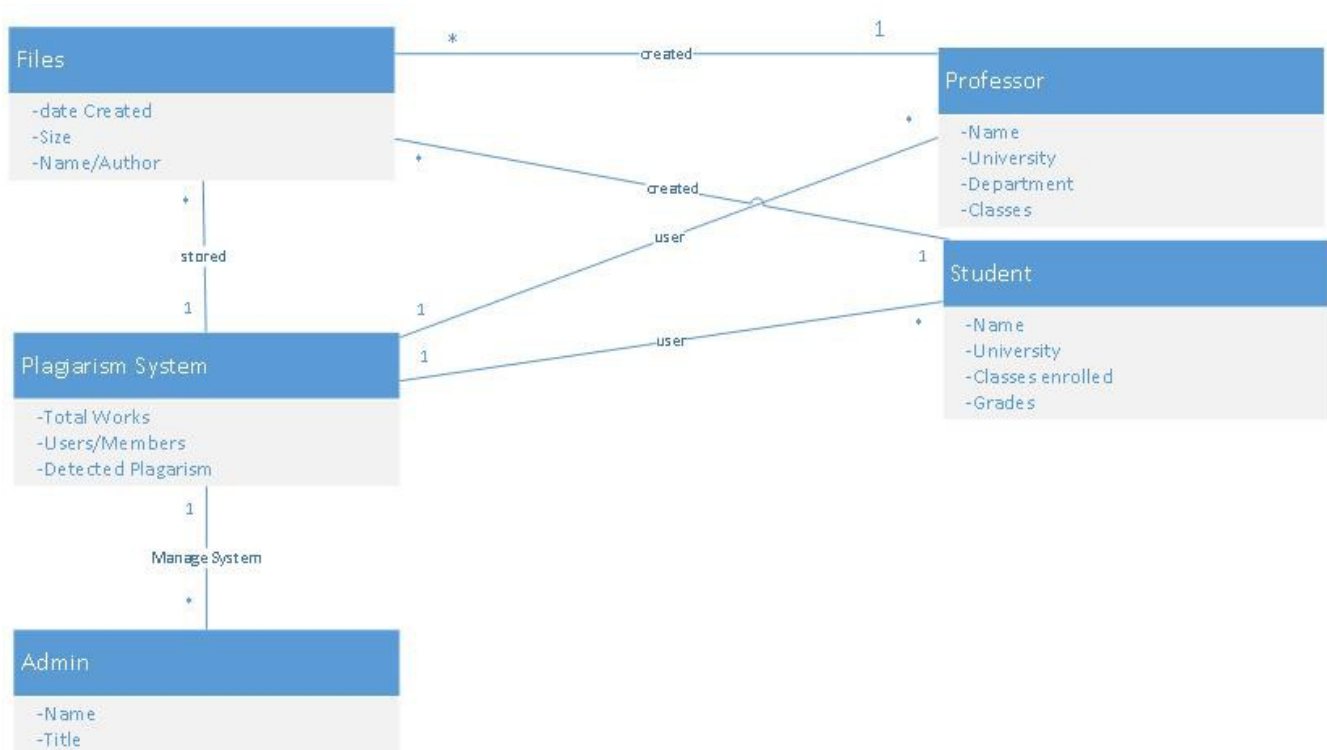 Files
-date Created
-Size
-Name/Author
*
created
1
Professor
-Name
-University
-Department
-Classes
*
created
1
*
user
1
Student
-Name
-University
-Classes enrolled
-Grades
*
user
1
*
stored
1
Plagiarism System
-Total Works
-Users/Members
-Detected Plagarism
1
Manage System
*
Admin
-Name
-Title